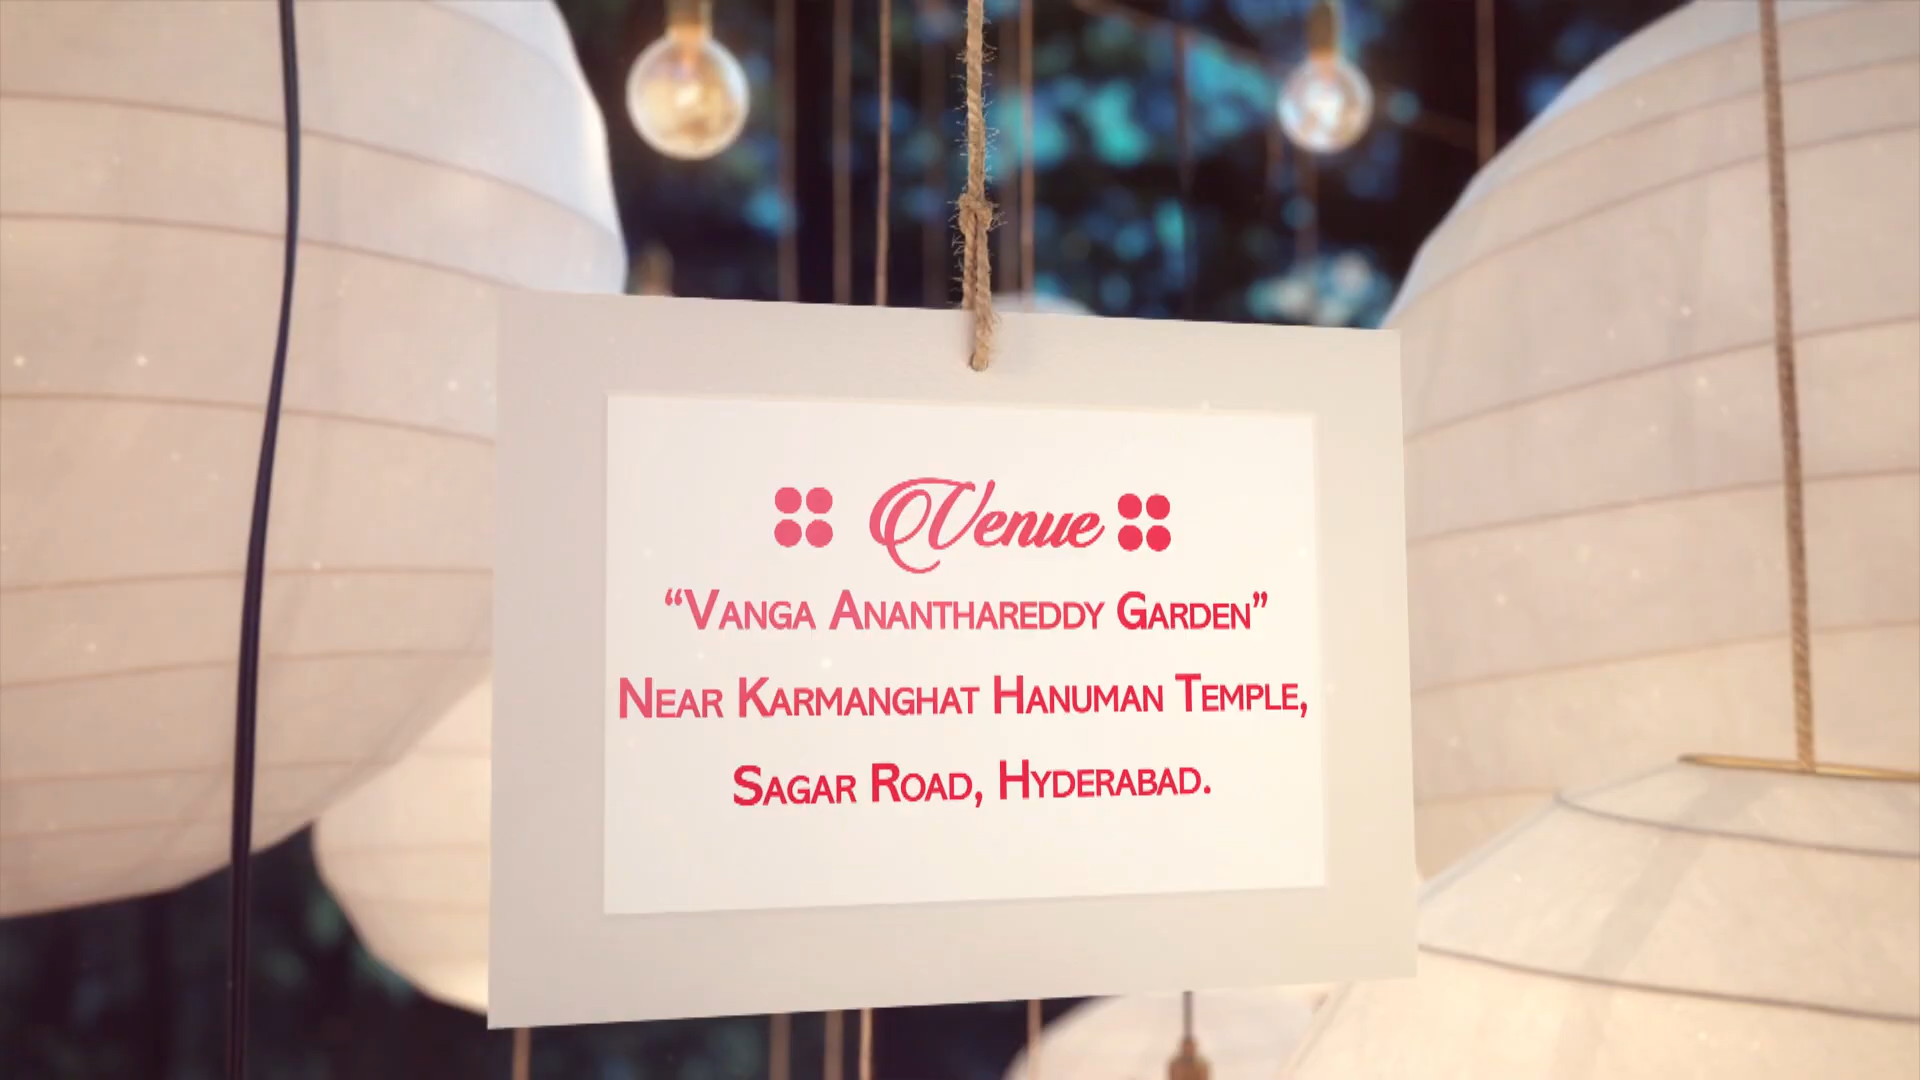 Venue
“Vanga Ananthareddy Garden”
Near Karmanghat Hanuman Temple,
Sagar Road, Hyderabad.